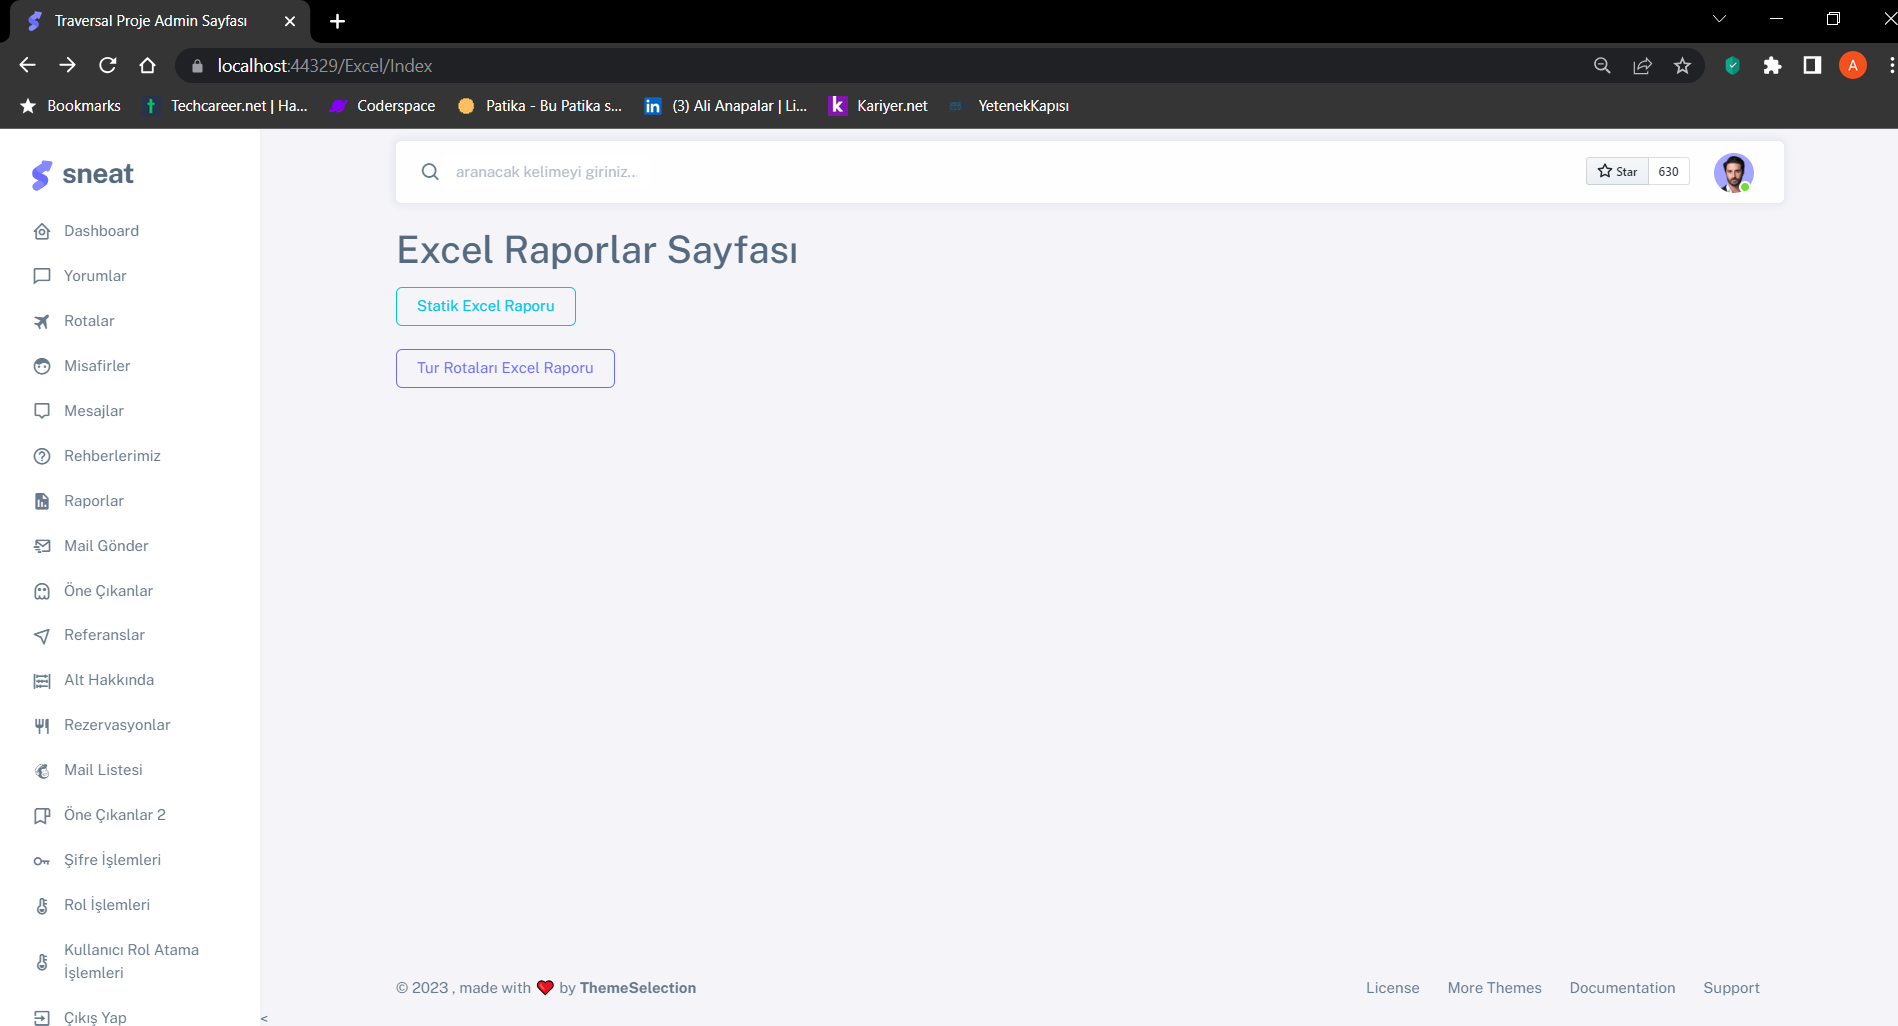 Traversal Proje Admin Sayfası
localhost:44329/Excel/Index
A
Bookmarks
Techcareer.net | Ha...
Coderspace
Patika - Bu Patika s...
in
(3) Ali Anapalar | Li...
k
Kariyer.net
YetenekKapısı
sneat
aranacak kelimeyi giriniz...
Star
630
Dashboard
Yorumlar
Rotalar
Misafirler
Mesajlar
Rehberlerimiz
Raporlar
Mail Gönder
Öne Çıkanlar
Referanslar
Alt Hakkında
Rezervasyonlar
Mail Listesi
Öne Çıkanlar 2
Şifre İşlemleri
Rol İşlemleri
Kullanıcı Rol Atama
İşlemleri
Çıkış Yap
Excel Raporlar Sayfası
Statik Excel Raporu
Tur Rotaları Excel Raporu
© 2023 , made with ❤️ by ThemeSelection
License
More Themes
Documentation
Support
<